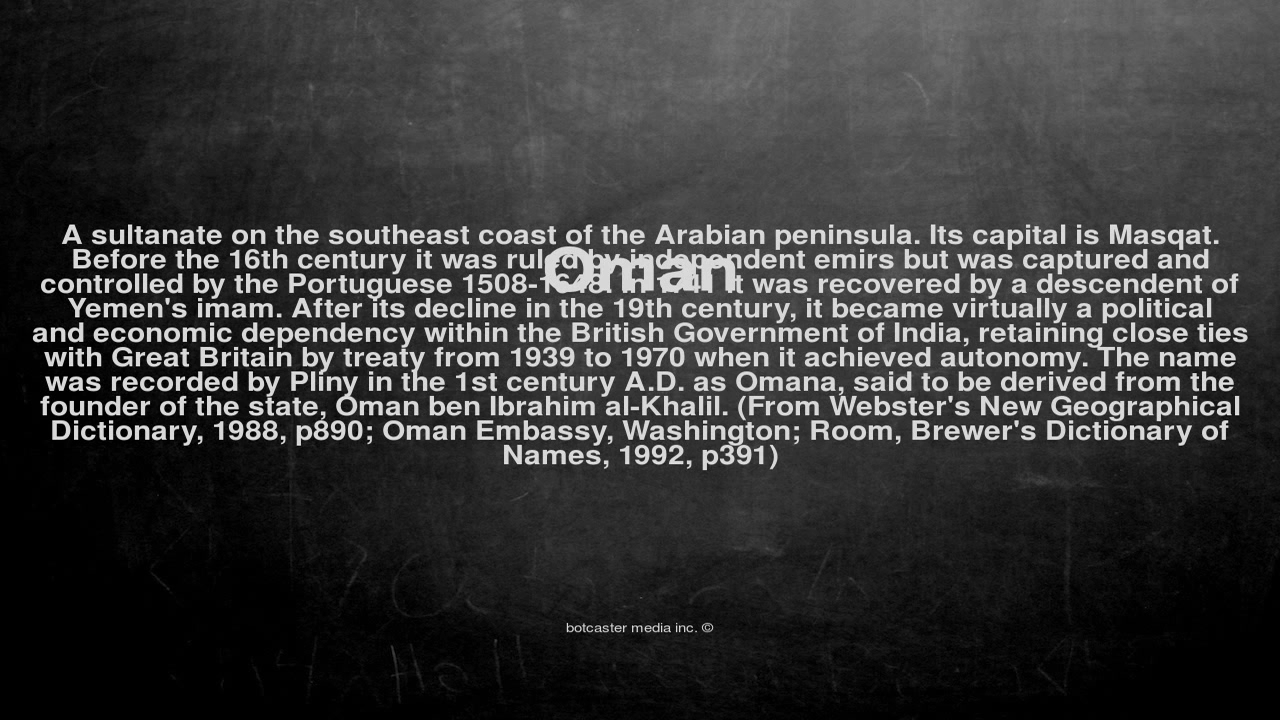 A sultanate on the southeast coast of the Arabian peninsula. Its capital is Masqat.
Before the 16th century it was ruled by independent emirs but was captured and
Oman
controlled by the Portuguese 1508-1648. In it was recovered by a descendent of
Yemen's imam. After its decline in the 19th century, it became virtually a political
and economic dependency within the British Government of India, retaining close ties
with Great Britain by treaty from 1939 to 1970 when it achieved autonomy. The name
was recorded by Pliny in the 1st century A.D. as Omana, said to be derived from the
founder of the state, Oman ben Ibrahim al-Khalil. (From Webster's New Geographical
Dictionary, 1988, p890; Oman Embassy, Washington; Room, Brewer's Dictionary of
Names, 1992, p391)
botcaster media inc. ©